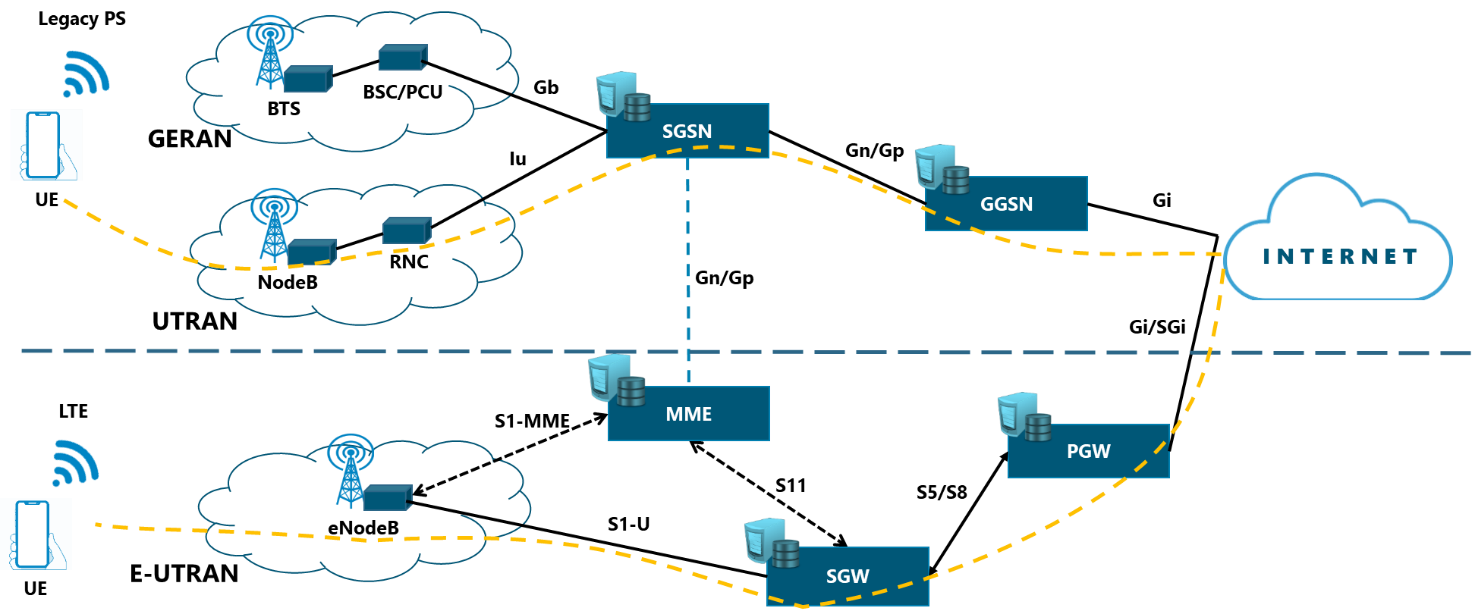 Legacy PS
BTS
BSC/PCU
GERAN
Gb
SGSN
UE
Iu
Gn/Gp
GGSN
Gi
NodeB
RNC
UTRAN
Gn/Gp
INTERNET
Gi/SGi
LTE
S1-MME
MME
PGW
eNodeB
S11
S5/S8
S1-U
E-UTRAN
SGW
UE